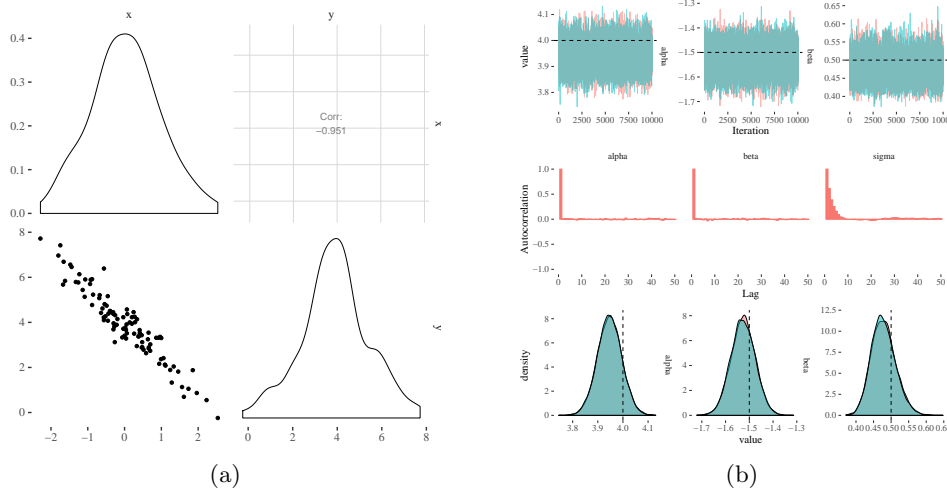 x y
0.4
0.3
0.2
0.1
0.0
Corr:
−0.951
x
8
6
4
2
0
y
−2 −1 0 1 2
0 2 4 6 8
(a)
4.1
4.0
3.9
3.8
value
alpha
−1.3
−1.4
−1.5
−1.6
−1.7
beta
0.65
0.60
0.55
0.50
0.45
0.40
0 2500 5000 7500 10000
0 2500 5000 7500 10000
0 2500 5000 7500 10000
Iteration
alpha beta sigma
Autocorrelation
1.0
0.5
0.0
−0.5
−1.0
0 10 20 30 40 50
0 10 20 30 40 50
0 10 20 30 40 50
Lag
density
8
6
4
2
0
alpha
8
6
4
2
0
beta
12.5
10.0
7.5
5.0
2.5
0.0
3.8 3.9 4.0 4.1
−1.7 −1.6 −1.5 −1.4 −1.3
0.40 0.45 0.50 0.55 0.60
value
(b)